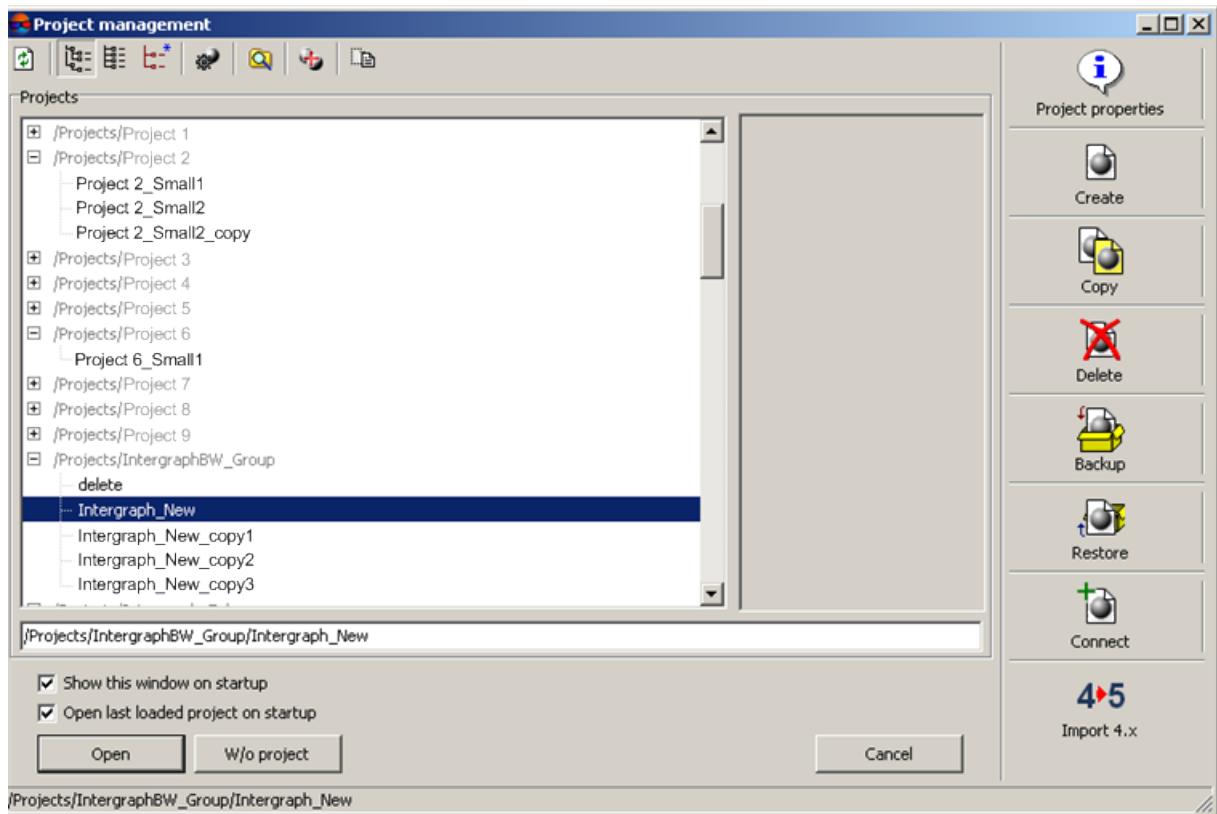 Project management
Projects
/Projects/Project 1
/Projects/Project 2
Project 2_Small1
Project 2_Small2
Project 2_Small2_copy
/Projects/Project 3
/Projects/Project 4
/Projects/Project 5
/Projects/Project 6
Project 6_Small1
/Projects/Project 7
/Projects/Project 8
/Projects/Project 9
/Projects/IntergraphBW_Group
delete
Intergraph_New
Intergraph_New_copy1
Intergraph_New_copy2
Intergraph_New_copy3
/Projects/IntergraphBW_Group/Intergraph_New
Show this window on startup
Open last loaded project on startup
Open
W/o project
Cancel
Project properties
Create
Copy
Delete
Backup
Restore
Connect
4 5
Import 4.x
/Projects/IntergraphBW_Group/Intergraph_New